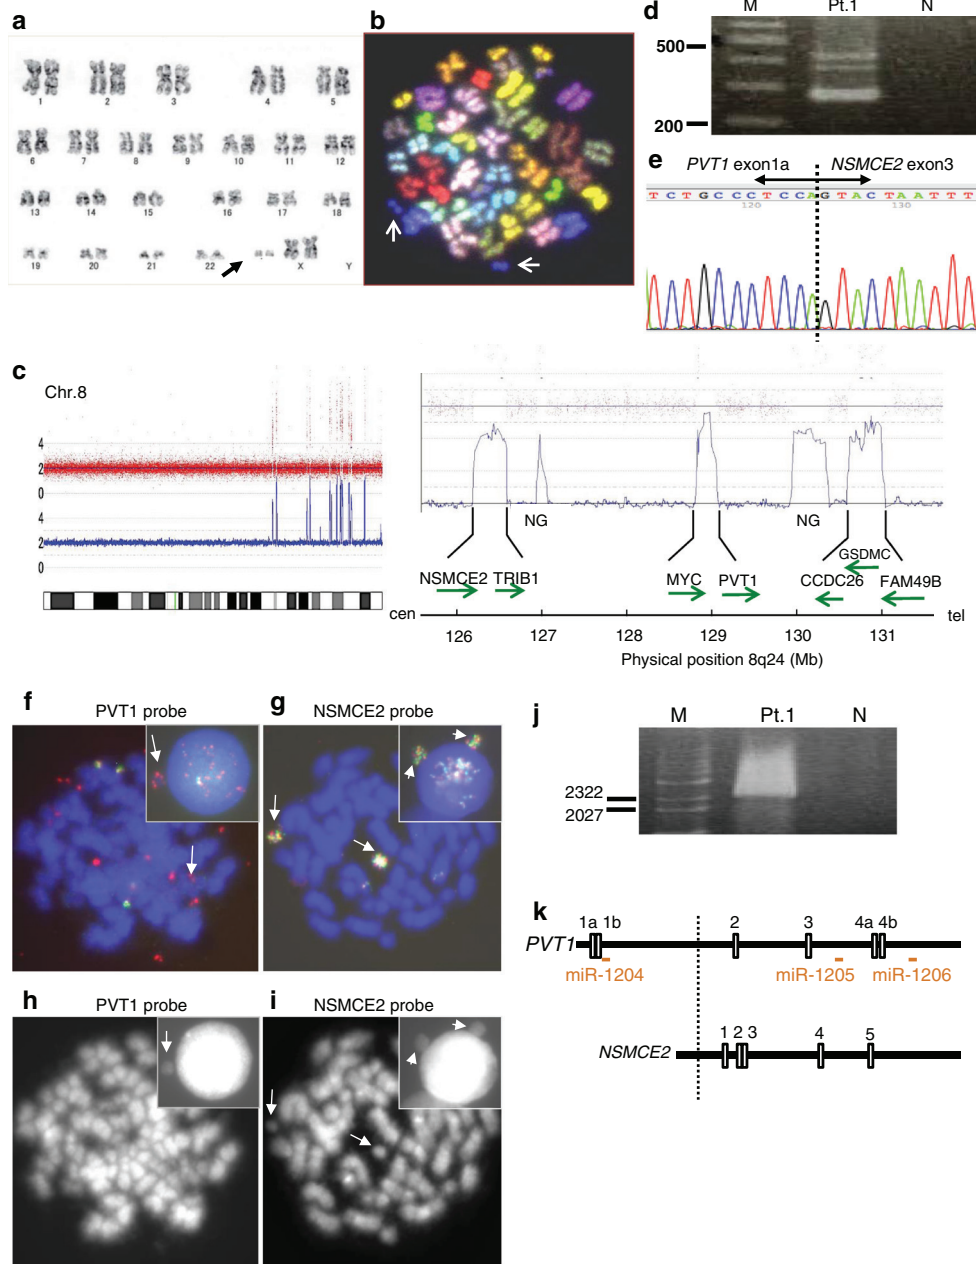 a
1 2 3 4 5
6 7 8 9 10 11 12
13 14 15 16 17 18
19 20 21 22 X Y
b
d
M Pt.1 N
500
200
e
PVT1 exon1a NSMCE2 exon3
T C T G C C C T C C A G T A C T A A T T T
120 130
c
Chr.8
4
2
0
4
2
0
NG NG
GSDMC
NSMCE2 TRIB1 MYC PVT1 CCDC26 FAM49B
cen tel
126 127 128 129 130 131
Physical position 8q24 (Mb)
f
PVT1 probe
g
NSMCE2 probe
h
PVT1 probe
i
NSMCE2 probe
j
M Pt.1 N
2322
2027
k
1a 1b 2 3 4a 4b
PVT1
miR-1204 miR-1205 miR-1206
1 2 3 4 5
NSMCE2